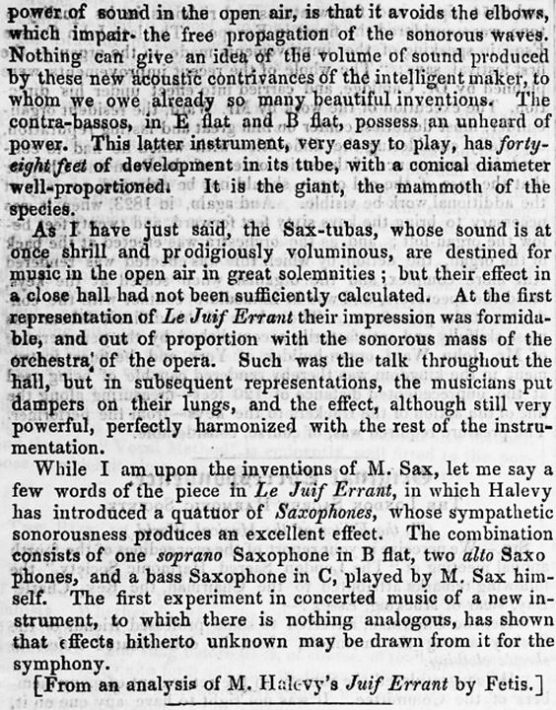 power of sound in the open air, is that it avoids the elbows,
which impair the free propagation of the sonorous waves.
Nothing can give an idea of the volume of sound produced
by these new acoustic contrivances of the intelligent maker, to
whom we owe already so many beautiful inventions. The
contra-bassos, in E flat and B flat, possess an unheard of
power. This latter instrument, very easy to play, has forty-
eight feet of development in its tube, with a conical diameter
well-proportioned. It is the giant, the mammoth of the
species.
As I have just said, the Sax-tubas, whose sound is at
once shrill and prodigiously voluminous, are destined for
music in the open air in great solemnities ; but their effect in
a close hall had not been sufficiently calculated. At the first
representation of Le Juif Errant their impression was formida-
ble, and out of proportion with the sonorous mass of the
orchestra of the opera. Such was the talk throughout the
hall, but in subsequent representations, the musicians put
dampers on their lungs, and the effect, although still very
powerful, perfectly harmonized with the rest of the instru-
mentation.
While I am upon the inventions of M. Sax, let me say a
few words of the piece in Le Juif Errant, in which Halevy
has introduced a quatuor of Saxophones, whose sympathetic
sonorousness produces an excellent effect. The combination
consists of one soprano Saxophone in B flat, two alto Saxo
phones, and a bass Saxophone in C, played by M. Sax him-
self. The first experiment in concerted music of a new in-
strument, to which there is nothing analogous, has shown
that effects hitherto unknown may be drawn from it for the
symphony.
[From an analysis of M. Halevy's Juif Errant by Fetis.]